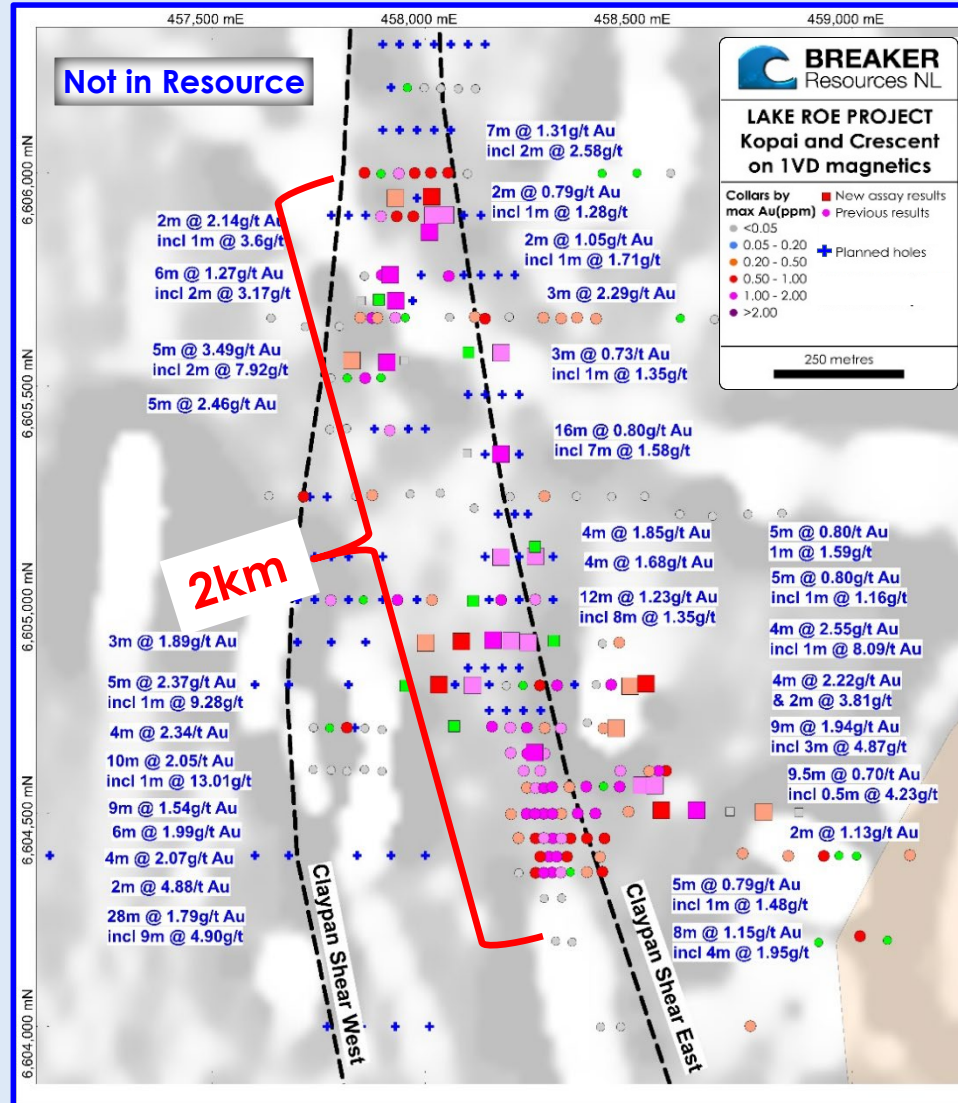 457,500 mE
458,000 mE
458,500 mE
459,000 mE
Not in Resource
BREAKER
Resources NL
LAKE ROE PROJECT
Kopai and Crescent
on 1VD magnetics
Collars by
max Au(ppm)
<0.05
0.05 - 0.20
0.20 - 0.50
0.50 - 1.00
1.00 - 2.00
>2.00
New assay results
Previous results
Planned holes
250 metres
6,606,000 mN
6,605,500 mN
6,605,000 mN
6,604,500 mN
6,604,000 mN
7m @ 1.31g/t Au
incl 2m @ 2.58g/t
2m @ 0.79g/t Au
incl 1m @ 1.28g/t
2m @ 1.05g/t Au
incl 1m @ 1.71g/t
3m @ 2.29g/t Au
3m @ 0.73/t Au
incl 1m @ 1.35g/t
16m @ 0.80g/t Au
incl 7m @ 1.58g/t
2m @ 2.14g/t Au
incl 1m @ 3.6g/t
6m @ 1.27g/t Au
incl 2m @ 3.17g/t
5m @ 3.49g/t Au
incl 2m @ 7.92g/t
5m @ 2.46g/t Au
2km
4m @ 1.85g/t Au
4m @ 1.68g/t Au
12m @ 1.23g/t Au
incl 8m @ 1.35g/t
5m @ 0.80/t Au
1m @ 1.59g/t
5m @ 0.80g/t Au
incl 1m @ 1.16g/t
4m @ 2.55g/t Au
incl 1m @ 8.09/t Au
4m @ 2.22g/t Au
& 2m @ 3.81g/t
9m @ 1.94g/t Au
incl 3m @ 4.87g/t
9.5m @ 0.70/t Au
incl 0.5m @ 4.23g/t
2m @ 1.13g/t Au
5m @ 0.79g/t Au
incl 1m @ 1.48g/t
8m @ 1.15g/t Au
incl 4m @ 1.95g/t
3m @ 1.89g/t Au
5m @ 2.37g/t Au
incl 1m @ 9.28g/t
4m @ 2.34/t Au
10m @ 2.05/t Au
incl 1m @ 13.01g/t
9m @ 1.54g/t Au
6m @ 1.99g/t Au
4m @ 2.07g/t Au
2m @ 4.88/t Au
28m @ 1.79g/t Au
incl 9m @ 4.90g/t
Claypan Shear West
Claypan Shear East